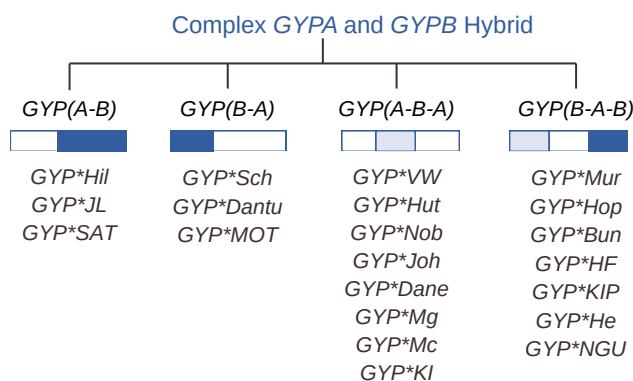 Complex GYPA and GYPB Hybrid
GYP(A-B)
GYP*Hil
GYP*JL
GYP*SAT
GYP(B-A)
GYP*Sch
GYP*Dantu
GYP*MOT
GYP(A-B-A)
GYP*VW
GYP*Hut
GYP*Nob
GYP*Joh
GYP*Dane
GYP*Mg
GYP*Mc
GYP*KI
GYP(B-A-B)
GYP*Mur
GYP*Hop
GYP*Bun
GYP*HF
GYP*KIP
GYP*He
GYP*NGU